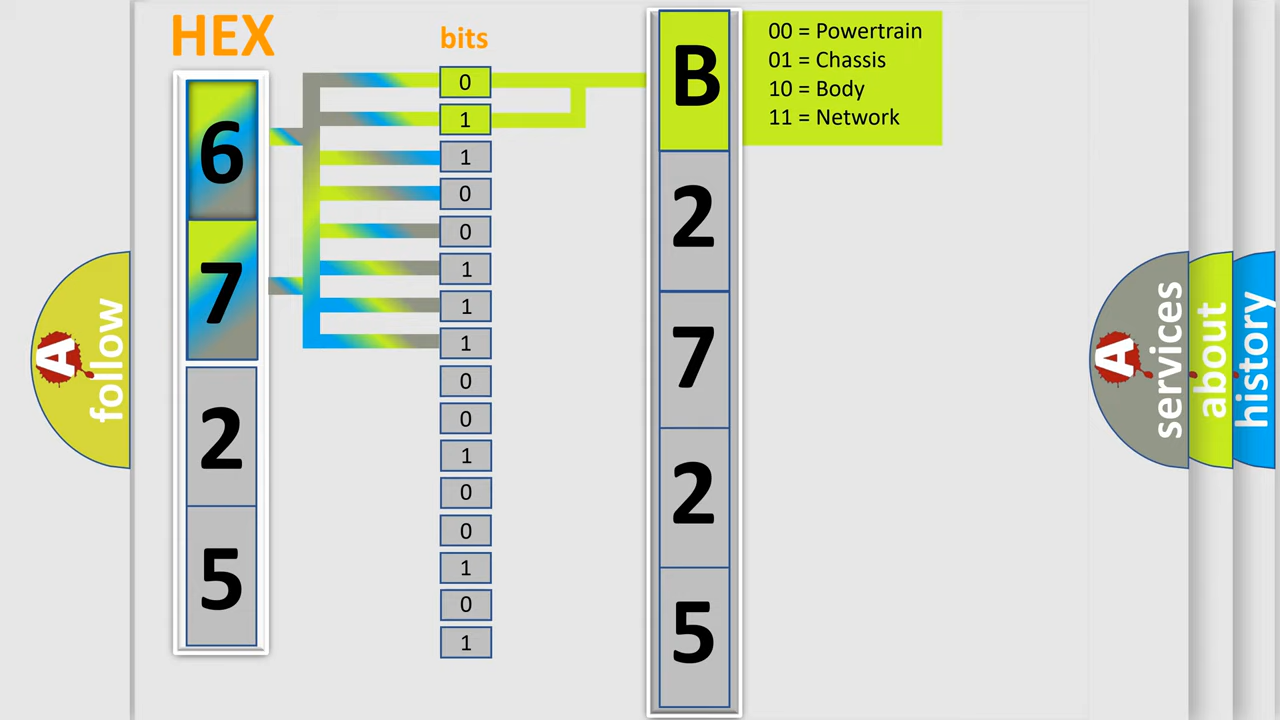 HEX
bits
6
7
2
5
0
1
1
0
0
1
1
1
0
0
1
0
0
1
0
1
B
2
7
2
5
00 = Powertrain
01 = Chassis
10 = Body
11 = Network
A
follow
A
services
about
history